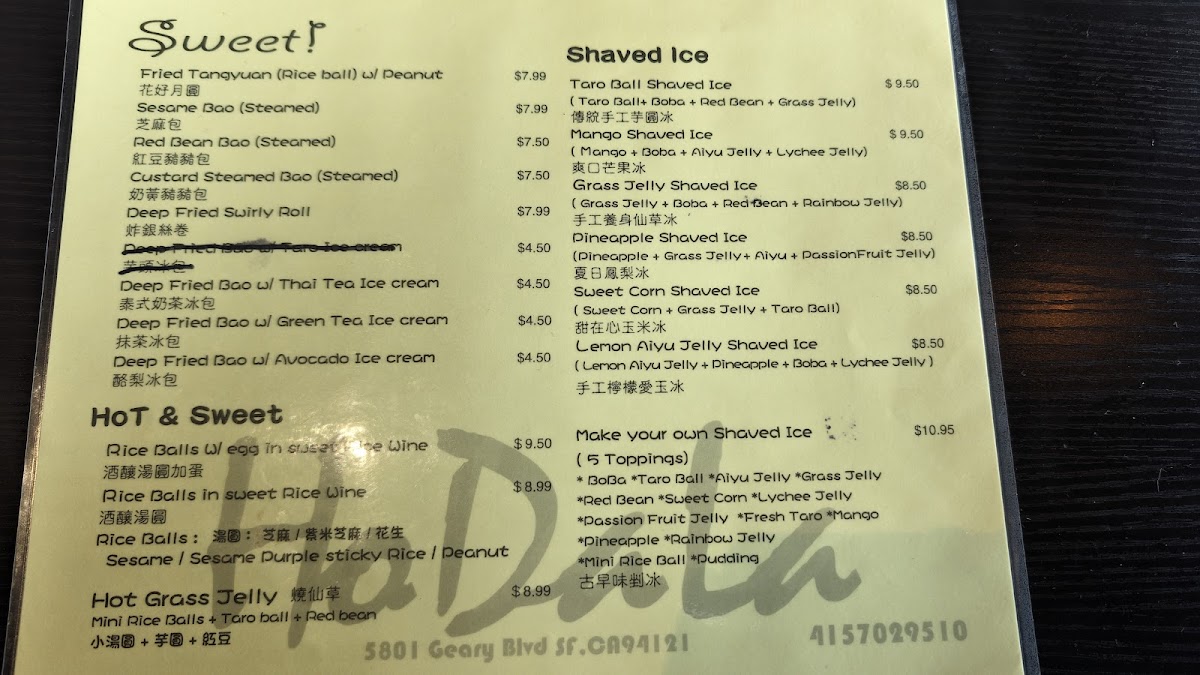 Sweet!
Fried Tangyuan (Rice ball) w/ Peanut $7.99
花好月圓
Sesame Bao (Steamed) $7.99
芝麻包
Red Bean Bao (Steamed) $7.50
紅豆豬豬包
Custard Steamed Bao (Steamed) $7.50
奶黃豬豬包
Deep Fried Swirly Roll $7.99
炸銀絲卷
Deep Fried Bao w/ Taro Ice cream $4.50
芋頭冰包
Deep Fried Bao w/ Thai Tea Ice cream $4.50
泰式奶茶冰包
Deep Fried Bao w/ Green Tea Ice cream $4.50
抹茶冰包
Deep Fried Bao w/ Avocado Ice cream $4.50
酪梨冰包
HoT & Sweet
Rice Balls W/ egg in sweet Rice Wine $9.50
酒釀湯圓加蛋
Rice Balls in sweet Rice Wine $8.99
酒釀湯圓
Rice Balls : 湯圓 : 芝麻 / 紫米芝麻 / 花生
Sesame / Sesame Purple sticky Rice / Peanut
Hot Grass Jelly 燒仙草 $8.99
Mini Rice Balls + Taro ball + Red bean
小湯圓 + 芋圓 + 紅豆
Shaved Ice
Taro Ball Shaved Ice $9.50
( Taro Ball+ Boba + Red Bean + Grass Jelly)
傳統手工芋圓冰
Mango Shaved Ice $9.50
( Mango + Boba + Aiyu Jelly + Lychee Jelly)
爽口芒果冰
Grass Jelly Shaved Ice $8.50
( Grass Jelly + Boba + Red Bean + Rainbow Jelly)
手工養身仙草冰
Pineapple Shaved Ice $8.50
(Pineapple + Grass Jelly+ Aiyu + PassionFruit Jelly)
夏日鳳梨冰
Sweet Corn Shaved Ice $8.50
( Sweet Corn + Grass Jelly + Taro Ball)
甜在心玉米冰
Lemon Aiyu Jelly Shaved Ice $8.50
( Lemon Aiyu Jelly + Pineapple + Boba + Lychee Jelly )
手工檸檬愛玉冰
Make your own Shaved Ice $10.95
( 5 Toppings)
* BoBa *Taro Ball *Aiyu Jelly *Grass Jelly
*Red Bean *Sweet Corn *Lychee Jelly
*Passion Fruit Jelly *Fresh Taro *Mango
*Pineapple *Rainbow Jelly
*Mini Rice Ball *Pudding
古早味剉冰
HaDaLa
5801 Geary Blvd SF.CA94121 4157029510